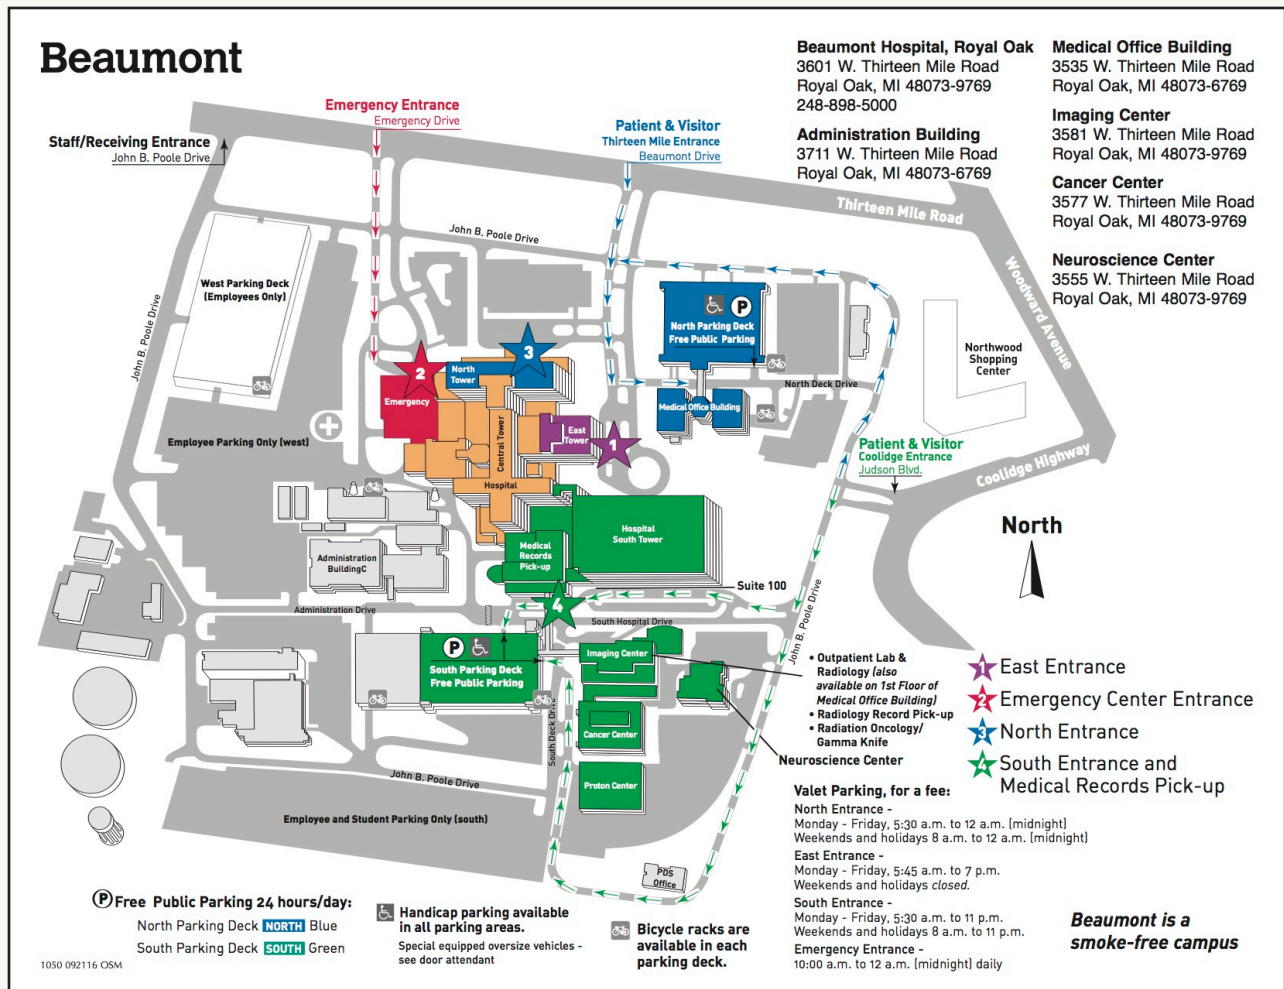 Beaumont
Beaumont Hospital, Royal Oak
3601 W. Thirteen Mile Road
Royal Oak, MI 48073-9769
248-898-5000
Administration Building
3711 W. Thirteen Mile Road
Royal Oak, MI 48073-6769
Medical Office Building
3535 W. Thirteen Mile Road
Royal Oak, MI 48073-6769
Imaging Center
3581 W. Thirteen Mile Road
Royal Oak, MI 48073-9769
Cancer Center
3577 W. Thirteen Mile Road
Royal Oak, MI 48073-9769
Neuroscience Center
3555 W. Thirteen Mile Road
Royal Oak, MI 48073-9769
Emergency Entrance
Emergency Drive
Staff/Receiving Entrance
John B. Poole Drive
Patient & Visitor
Thirteen Mile Entrance
Beaumont Drive
Thirteen Mile Road
Woodward Avenue
John B. Poole Drive
West Parking Deck
(Employees Only)
John B. Poole Drive
P
North Parking Deck
Free Public Parking
Northwood
Shopping
Center
3
2
North
Tower
North Deck Drive
Emergency
Medical Office Building
East
Tower
1
Central Tower
Employee Parking Only (west)
Patient & Visitor
Coolidge Entrance
Judson Blvd.
Coolidge Highway
Hospital
North
Hospital
South Tower
Medical
Records
Pick-up
Administration
BuildingC
Suite 100
4
Administration Drive
South Hospital Drive
John B. Poole Drive
P
South Parking Deck
Free Public Parking
Imaging Center
• Outpatient Lab &
Radiology (also
available on 1st Floor of
Medical Office Building)
• Radiology Record Pick-up
• Radiation Oncology/
Gamma Knife
Neuroscience Center
1 East Entrance
2 Emergency Center Entrance
3 North Entrance
4 South Entrance and
Medical Records Pick-up
South Deck Drive
Cancer Center
Proton Center
John B. Poole Drive
Employee and Student Parking Only (south)
PDS
Office
Valet Parking, for a fee:
North Entrance -
Monday - Friday, 5:30 a.m. to 12 a.m. (midnight)
Weekends and holidays 8 a.m. to 12 a.m. (midnight)
East Entrance -
Monday - Friday, 5:45 a.m. to 7 p.m.
Weekends and holidays closed.
South Entrance -
Monday - Friday, 5:30 a.m. to 11 p.m.
Weekends and holidays 8 a.m. to 11 p.m.
Emergency Entrance -
10:00 a.m. to 12 a.m. (midnight) daily
P Free Public Parking 24 hours/day:
North Parking Deck NORTH Blue
South Parking Deck SOUTH Green
Handicap parking available
in all parking areas.
Special equipped oversize vehicles -
see door attendant
Bicycle racks are
available in each
parking deck.
Beaumont is a
smoke-free campus
1050 092116 OSM